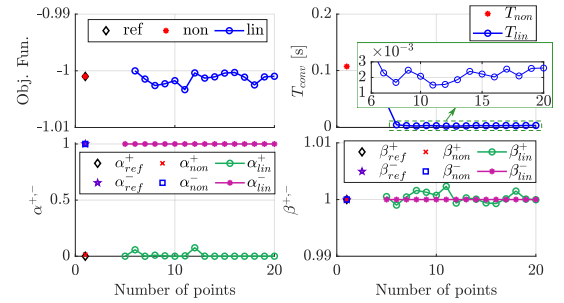 -0.99
ref non lin
-1
-1.01
Obj. Fun.
0.2
T_non
T_lin
×10^-3
3
2
1
6 10 15 20
0.1
0
T_conv [s]
1
α^+_ref α^+_non α^+_lin
α^-_ref α^-_non α^-_lin
0.5
0
α^+,-
0 10 20
Number of points
1.01
β^+_ref β^+_non β^+_lin
β^-_ref β^-_non β^-_lin
1
0.99
β^+,-
0 10 20
Number of points